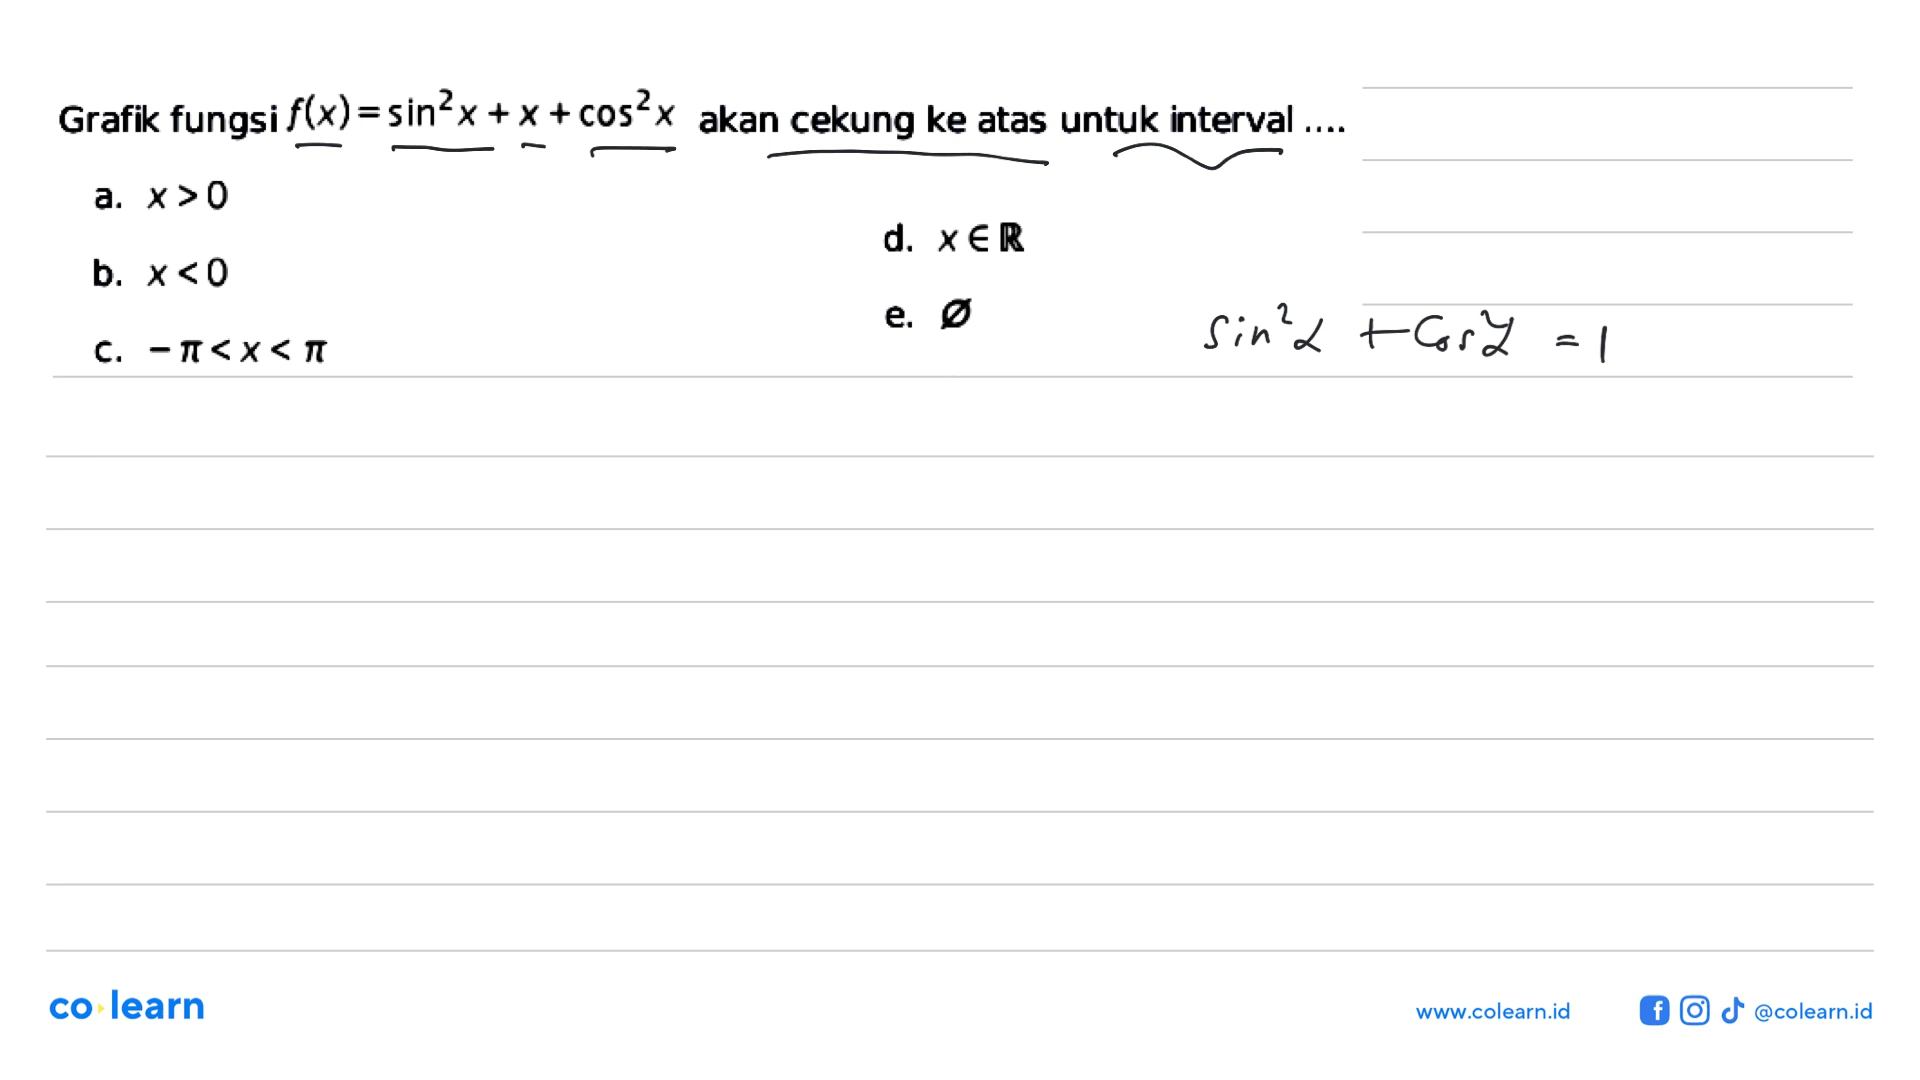 Grafik fungsi f(x) = sin²x + x + cos²x akan cekung ke atas untuk interval ....
a. x > 0
b. x < 0
c. −π < x < π
d. x ∈ ℝ
e. Ø
sin²α + cos²α = 1
co learn
www.colearn.id
@colearn.id